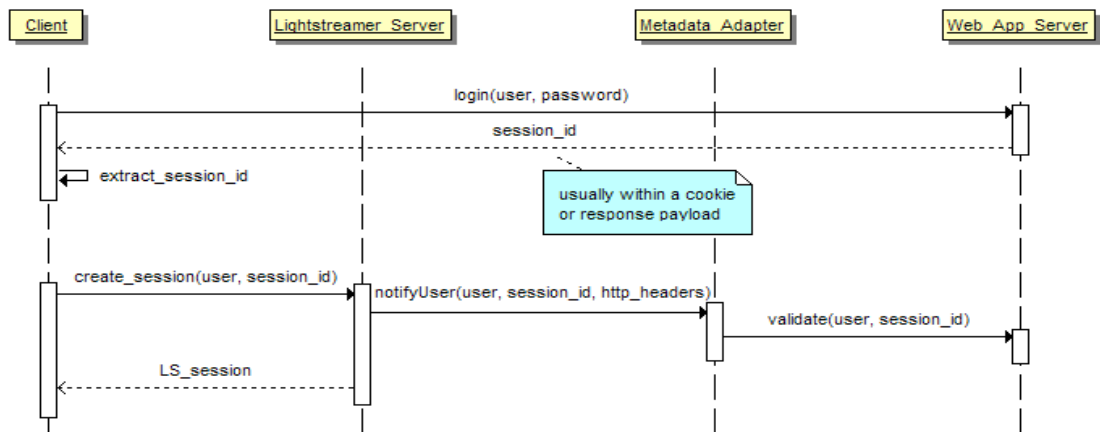 Client
Lightstreamer_Server
Metadata_Adapter
Web_App_Server
login(user, password)
session_id
extract_session_id
usually within a cookie
or response payload
create_session(user, session_id)
notifyUser(user, session_id, http_headers)
validate(user, session_id)
LS_session